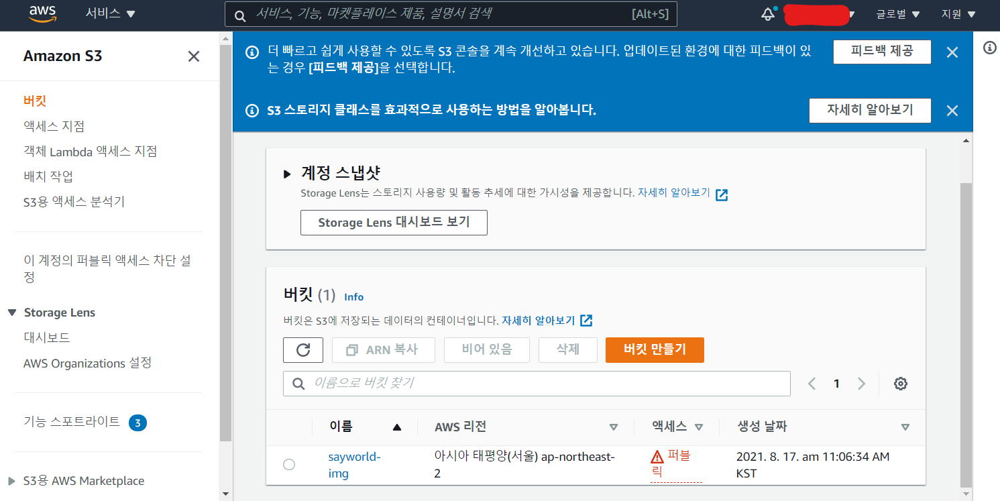 aws
서비스 ▼
서비스, 기능, 마켓플레이스 제품, 설명서 검색
[Alt+S]
글로벌 ▼
지원 ▼
Amazon S3
버킷
액세스 지점
객체 Lambda 액세스 지점
배치 작업
S3용 액세스 분석기
이 계정의 퍼블릭 액세스 차단 설
정
Storage Lens
대시보드
AWS Organizations 설정
기능 스포트라이트 3
S3용 AWS Marketplace
더 빠르고 쉽게 사용할 수 있도록 S3 콘솔을 계속 개선하고 있습니다. 업데이트된 환경에 대한 피드백이 있
는 경우 [피드백 제공]을 선택합니다.
피드백 제공
S3 스토리지 클래스를 효과적으로 사용하는 방법을 알아봅니다.
자세히 알아보기
계정 스냅샷
Storage Lens는 스토리지 사용량 및 활동 추세에 대한 가시성을 제공합니다. 자세히 알아보기
Storage Lens 대시보드 보기
버킷 (1) Info
버킷은 S3에 저장되는 데이터의 컨테이너입니다. 자세히 알아보기
ARN 복사
비어 있음
삭제
버킷 만들기
이름으로 버킷 찾기
1
이름
AWS 리전
액세스
생성 날짜
sayworld-
img
아시아 태평양(서울) ap-northeast-
2
퍼블
릭
2021. 8. 17. am 11:06:34 AM
KST